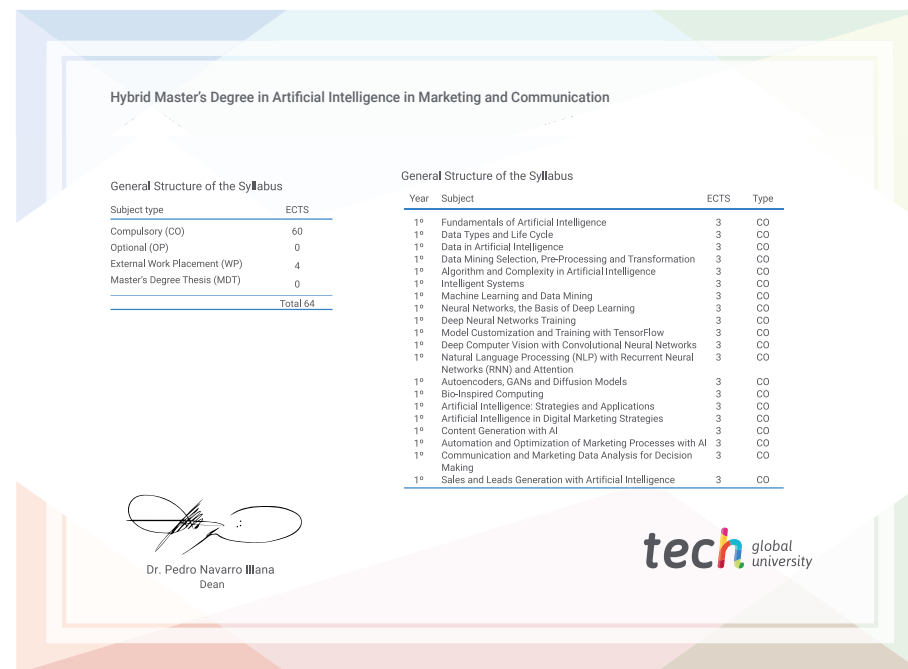 Hybrid Master's Degree in Artificial Intelligence in Marketing and Communication
General Structure of the Syllabus
Subject type ECTS
Compulsory (CO) 60
Optional (OP) 0
External Work Placement (WP) 4
Master's Degree Thesis (MDT) 0
Total 64
General Structure of the Syllabus
Year Subject ECTS Type
1º Fundamentals of Artificial Intelligence 3 CO
1º Data Types and Life Cycle 3 CO
1º Data in Artificial Intelligence 3 CO
1º Data Mining Selection, Pre-Processing and Transformation 3 CO
1º Algorithm and Complexity in Artificial Intelligence 3 CO
1º Intelligent Systems 3 CO
1º Machine Learning and Data Mining 3 CO
1º Neural Networks, the Basis of Deep Learning 3 CO
1º Deep Neural Networks Training 3 CO
1º Model Customization and Training with TensorFlow 3 CO
1º Deep Computer Vision with Convolutional Neural Networks 3 CO
1º Natural Language Processing (NLP) with Recurrent Neural 3 CO
Networks (RNN) and Attention
1º Autoencoders, GANs and Diffusion Models 3 CO
1º Bio-Inspired Computing 3 CO
1º Artificial Intelligence: Strategies and Applications 3 CO
1º Artificial Intelligence in Digital Marketing Strategies 3 CO
1º Content Generation with AI 3 CO
1º Automation and Optimization of Marketing Processes with AI 3 CO
1º Communication and Marketing Data Analysis for Decision 3 CO
Making
1º Sales and Leads Generation with Artificial Intelligence 3 CO
Dr. Pedro Navarro Illana
Dean
tech global
university